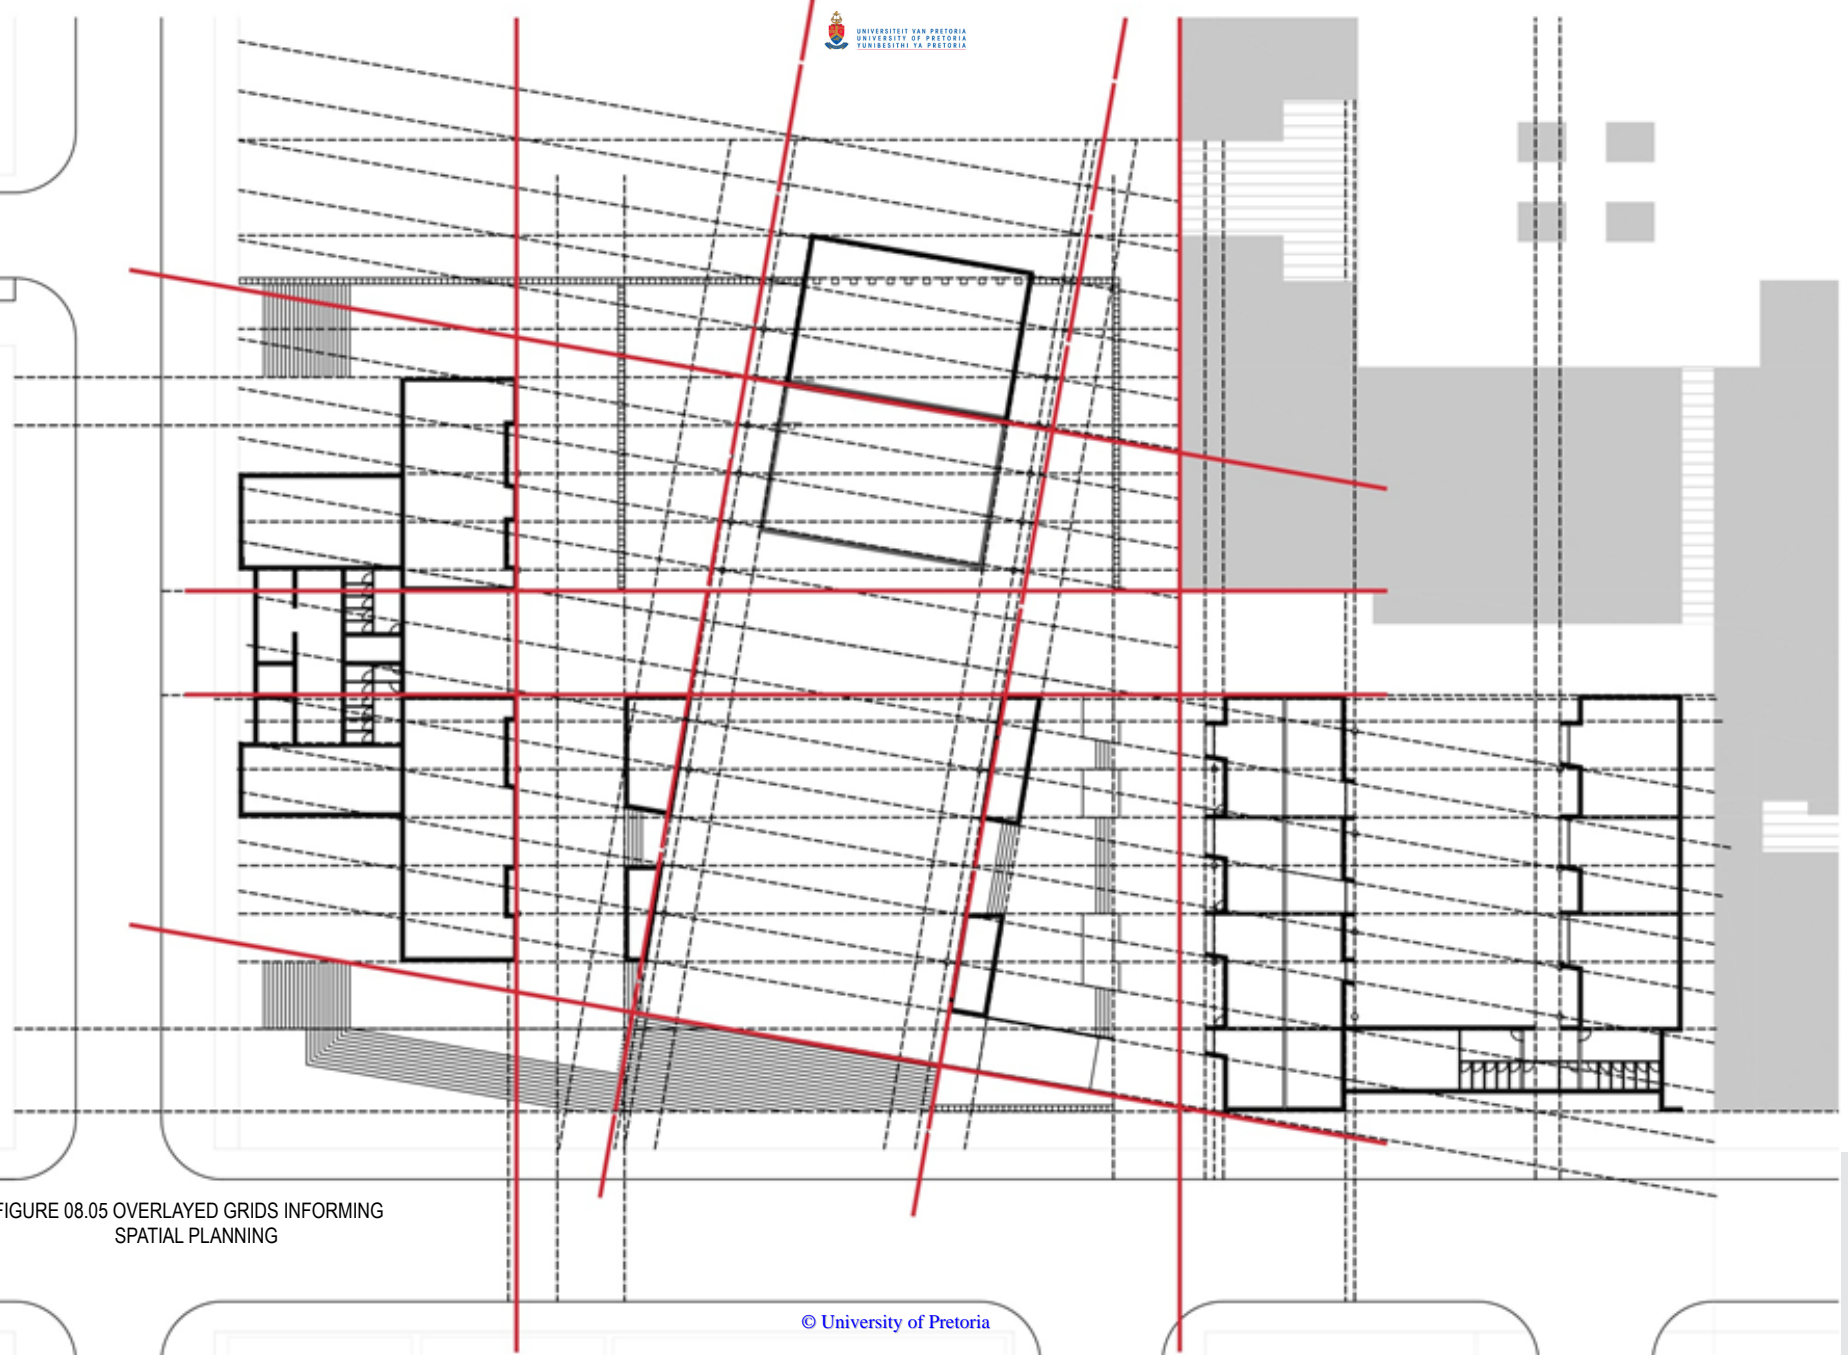 UNIVERSITEIT VAN PRETORIA
UNIVERSITY OF PRETORIA
YUNIBESITHI YA PRETORIA
FIGURE 08.05 OVERLAYED GRIDS INFORMING
SPATIAL PLANNING
© University of Pretoria